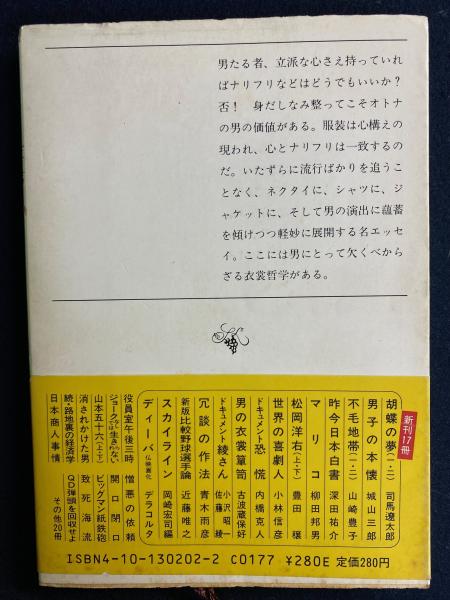 男たる者、立派な心さえ持っていれ
ばナリフリなどはどうでもいいか?
否! 身だしなみ整ってこそオトナ
の男の価値がある。服装は心構えの
現われ、心とナリフリは一致するの
だ。いたずらに流行ばかりを追うこ
となく、ネクタイに、シャツに、ジ
ャケットに、そして男の演出に蘊蓄
を傾けつつ軽妙に展開する名エッセ
イ。ここには男にとって欠くべから
ざる衣裳哲学がある。
新刊17冊
胡蝶の夢(一・二) 司馬遼太郎
男子の本懐 城山三郎
不毛地帯(一・二) 山崎豊子
昨今日本白書 深田祐介
マリコ 柳田邦男
松岡洋右(上・下) 豊田穣
世界の喜劇人 小林信彦
ドキュメント恐慌 内橋克人
男の衣裳箪笥 古波蔵保好
ドキュメント綾さん 小沢昭一 佐藤綾
冗談の作法 青木雨彦
新版比較野球選手論 近藤唯之
スカイライン 岡崎宏司編
ディーバ(仏映画化) デラコルタ
役員室午後三時
ジョークなしでは生きられない
山本五十六(上・下)
消されかけた男
続・路地裏の経済学
日本商人事情
憎悪の依頼
開口閉口
ビッグマン紙鉄砲
致死海流
QD弾頭を回収せよ
その他20冊
ISBN4-10-130202-2 C0177 ¥280E 定価280円